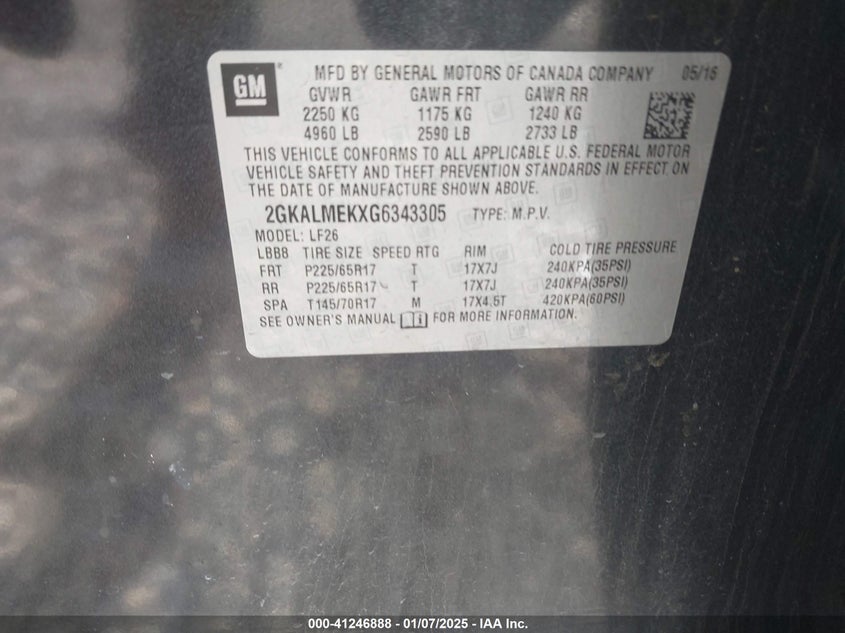 GM
MFD BY GENERAL MOTORS OF CANADA COMPANY 05/16
GVWR GAWR FRT GAWR RR
2250 KG 1175 KG 1240 KG
4960 LB 2590 LB 2733 LB
THIS VEHICLE CONFORMS TO ALL APPLICABLE U.S. FEDERAL MOTOR
VEHICLE SAFETY AND THEFT PREVENTION STANDARDS IN EFFECT ON
THE DATE OF MANUFACTURE SHOWN ABOVE.
2GKALMEKXG6343305 TYPE: M.P.V.
MODEL: LF26
LBB8 TIRE SIZE SPEED RTG RIM COLD TIRE PRESSURE
FRT P225/65R17 T 17X7J 240KPA(35PSI)
RR P225/65R17 T 17X7J 240KPA(35PSI)
SPA T145/70R17 M 17X4.5T 420KPA(60PSI)
SEE OWNER'S MANUAL FOR MORE INFORMATION.
000-41246888 - 01/07/2025 - IAA Inc.